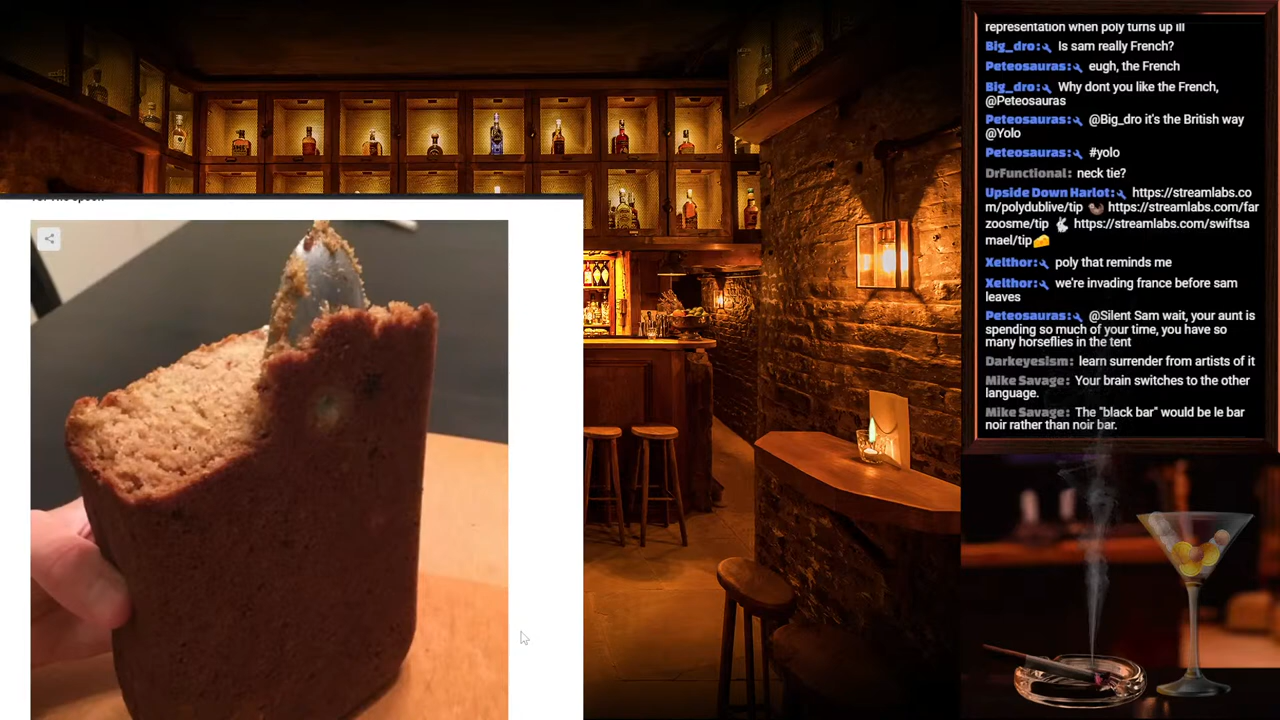 representation when poly turns up ill
Big_dro: Is sam really French?
Peteosauras: eugh, the French
Big_dro: Why dont you like the French,
@Peteosauras
Peteosauras: @Big_dro it's the British way
@Yolo
Peteosauras: #yolo
DrFunctional: neck tie?
Upside Down Harlot: https://streamlabs.co
m/polydublive/tip 🦔 https://streamlabs.com/far
zoosme/tip 🐇 https://streamlabs.com/swiftsa
mael/tip🧀
Xelthor: poly that reminds me
Xelthor: we're invading france before sam
leaves
Peteosauras: @Silent Sam wait, your aunt is
spending so much of your time, you have so
many horseflies in the tent
Darkeyesism: learn surrender from artists of it
Mike Savage: Your brain switches to the other
language.
Mike Savage: The "black bar" would be le bar
noir rather than noir bar.